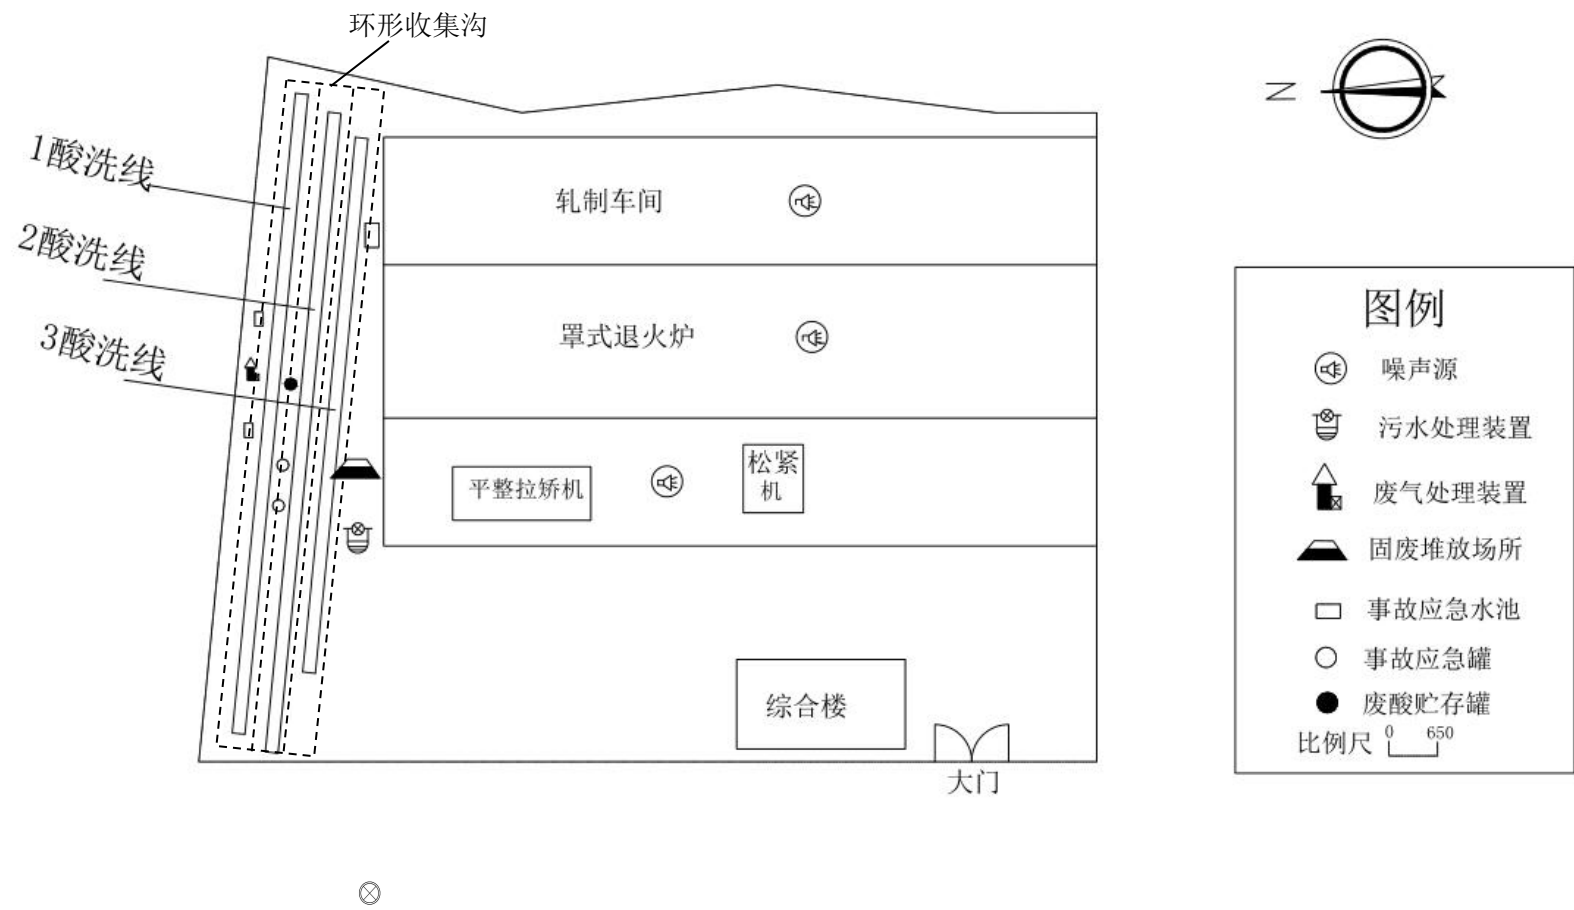 环形收集沟
N
1酸洗线
2酸洗线
3酸洗线
轧制车间
罩式退火炉
平整拉矫机
松紧
机
综合楼
大门
图例
噪声源
污水处理装置
废气处理装置
固废堆放场所
事故应急水池
事故应急罐
废酸贮存罐
比例尺 0 650